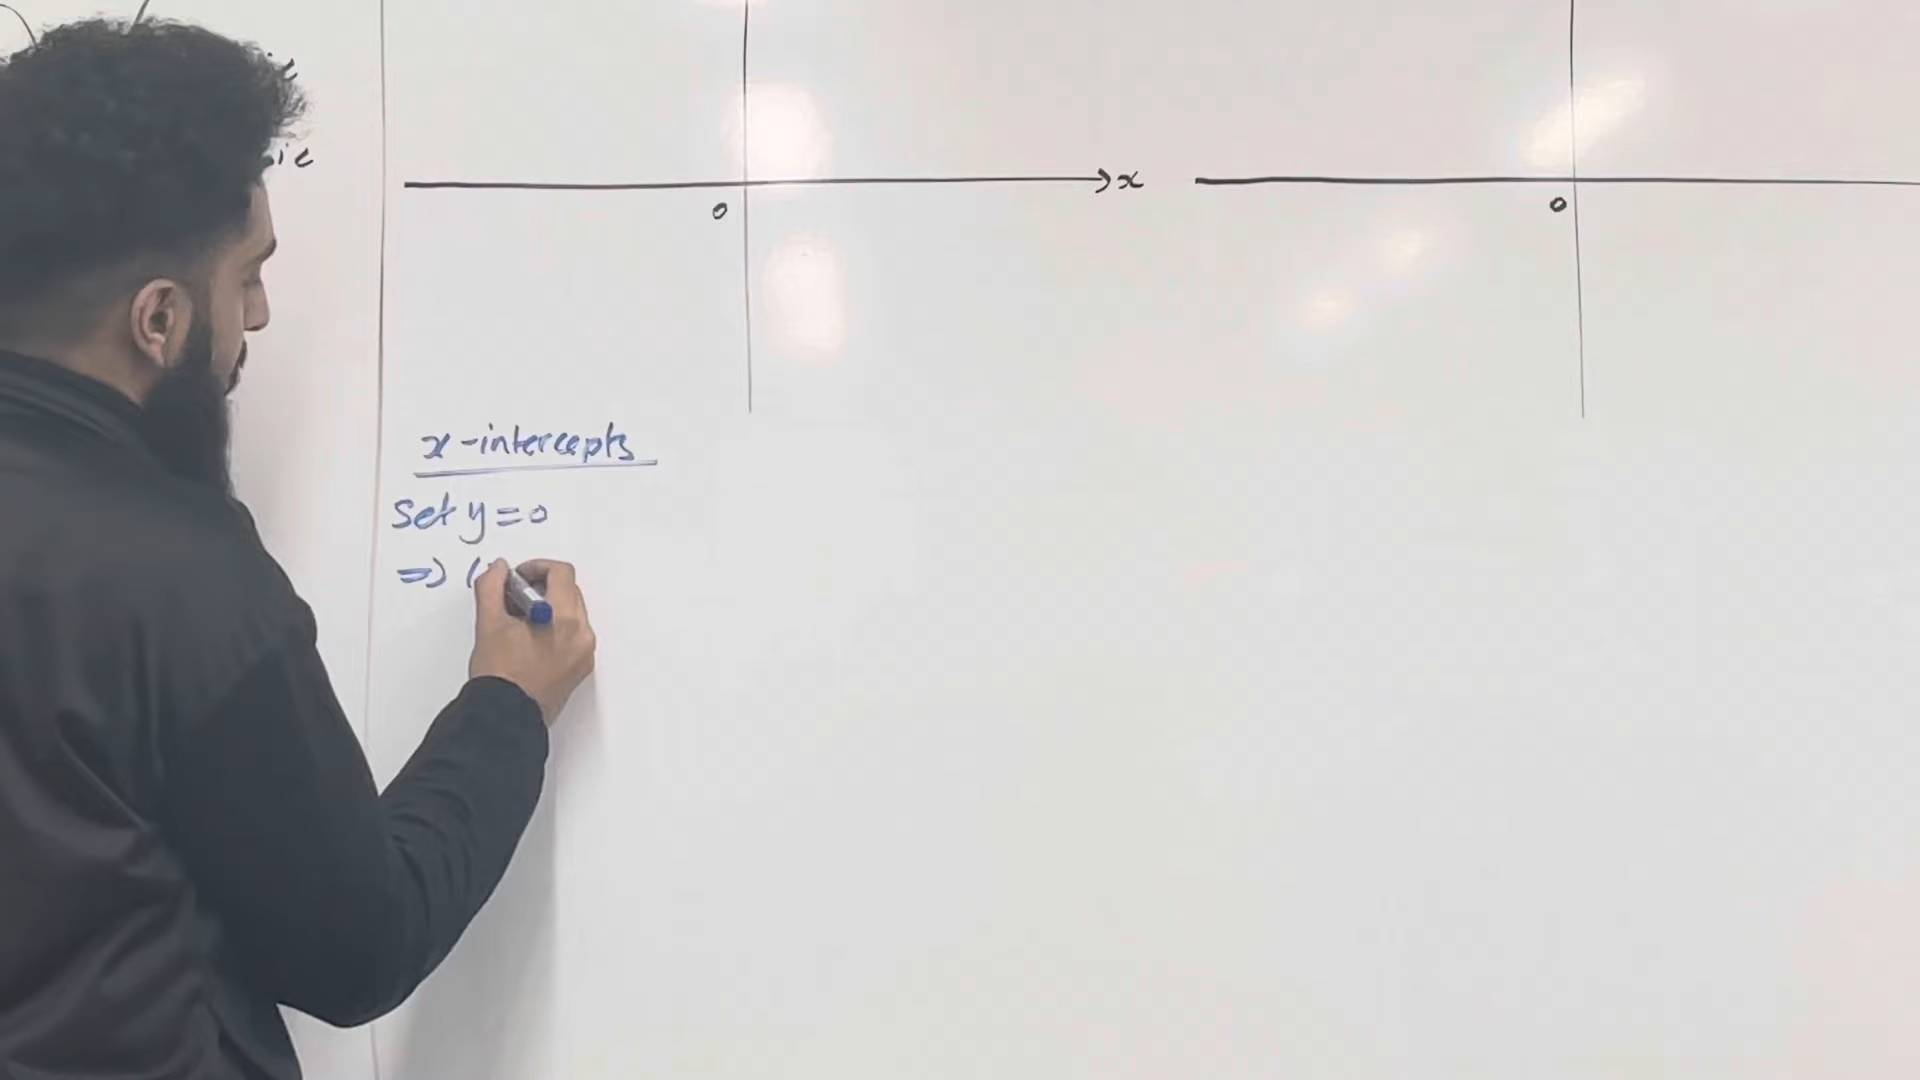 x
0
0
x-intercepts
Set y=0
=> (